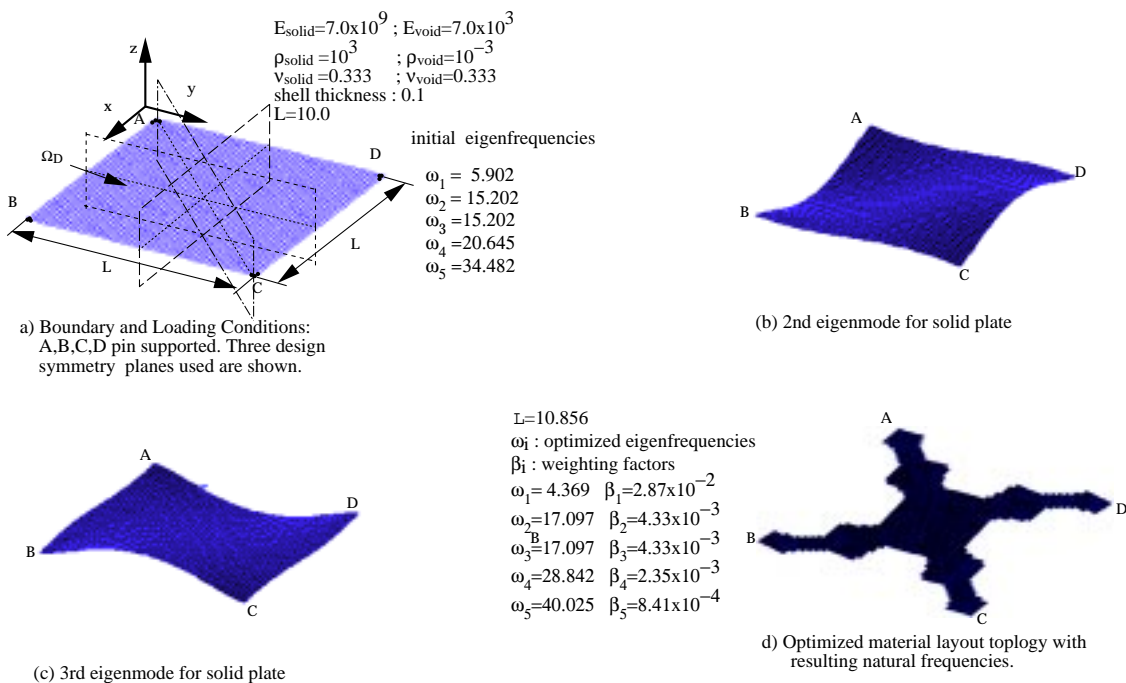 E_solid=7.0x10^9 ; E_void=7.0x10^3
ρ_solid =10^3 ; ρ_void=10^-3
ν_solid =0.333 ; ν_void=0.333
shell thickness : 0.1
L=10.0
z
y
x
A
D
Ω_D
B
L
L
C
initial eigenfrequencies
ω_1 = 5.902
ω_2 = 15.202
ω_3 =15.202
ω_4 =20.645
ω_5 =34.482
a) Boundary and Loading Conditions:
A,B,C,D pin supported. Three design
symmetry planes used are shown.
A
D
B
C
(b) 2nd eigenmode for solid plate
A
D
B
C
(c) 3rd eigenmode for solid plate
L=10.856
ω_i : optimized eigenfrequencies
β_i : weighting factors
ω_1= 4.369 β_1=2.87x10^-2
ω_2=17.097 β_2=4.33x10^-3
B
ω_3=17.097 β_3=4.33x10^-3
ω_4=28.842 β_4=2.35x10^-3
ω_5=40.025 β_5=8.41x10^-4
A
D
B
C
d) Optimized material layout toplogy with
resulting natural frequencies.